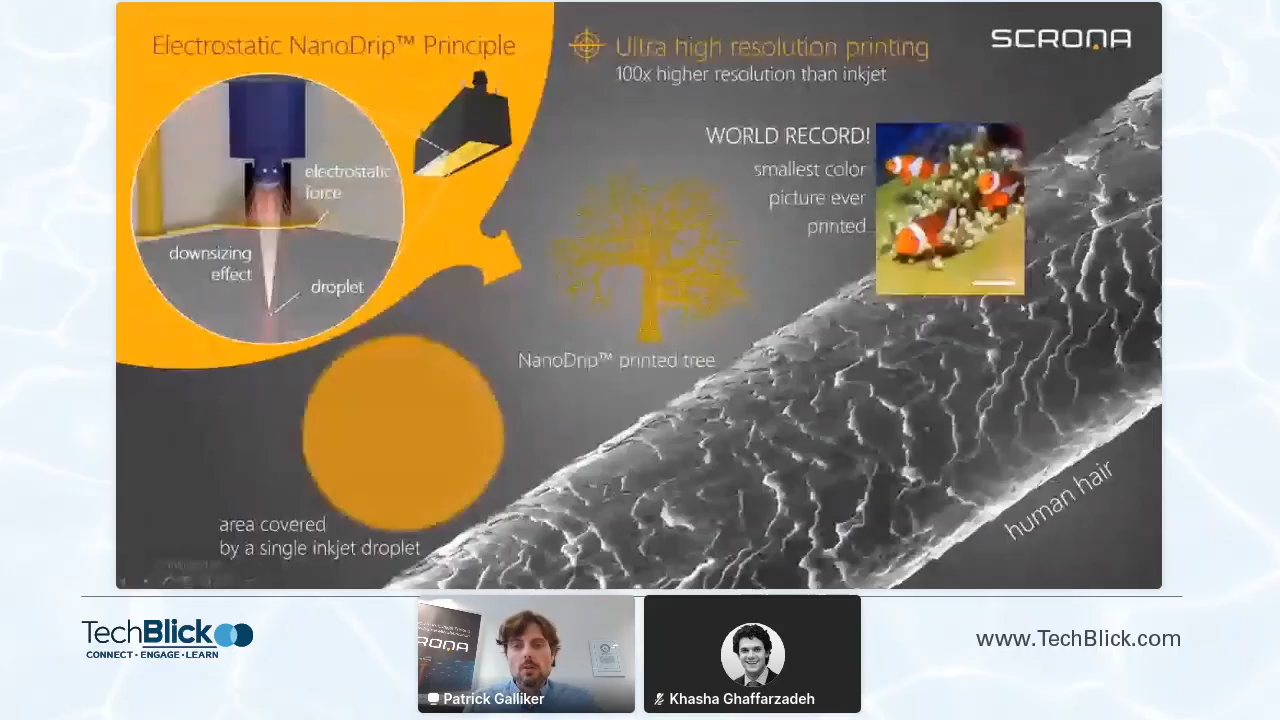 Electrostatic NanoDrip™ Principle
electrostatic
force
downsizing
effect
droplet
Ultra high resolution printing
100x higher resolution than inkjet
SCRONA
WORLD RECORD!
smallest color
picture ever
printed
NanoDrip™ printed tree
area covered
by a single inkjet droplet
human hair
TechBlick
CONNECT • ENGAGE • LEARN
RONA
Patrick Galliker
Khasha Ghaffarzadeh
www.TechBlick.com